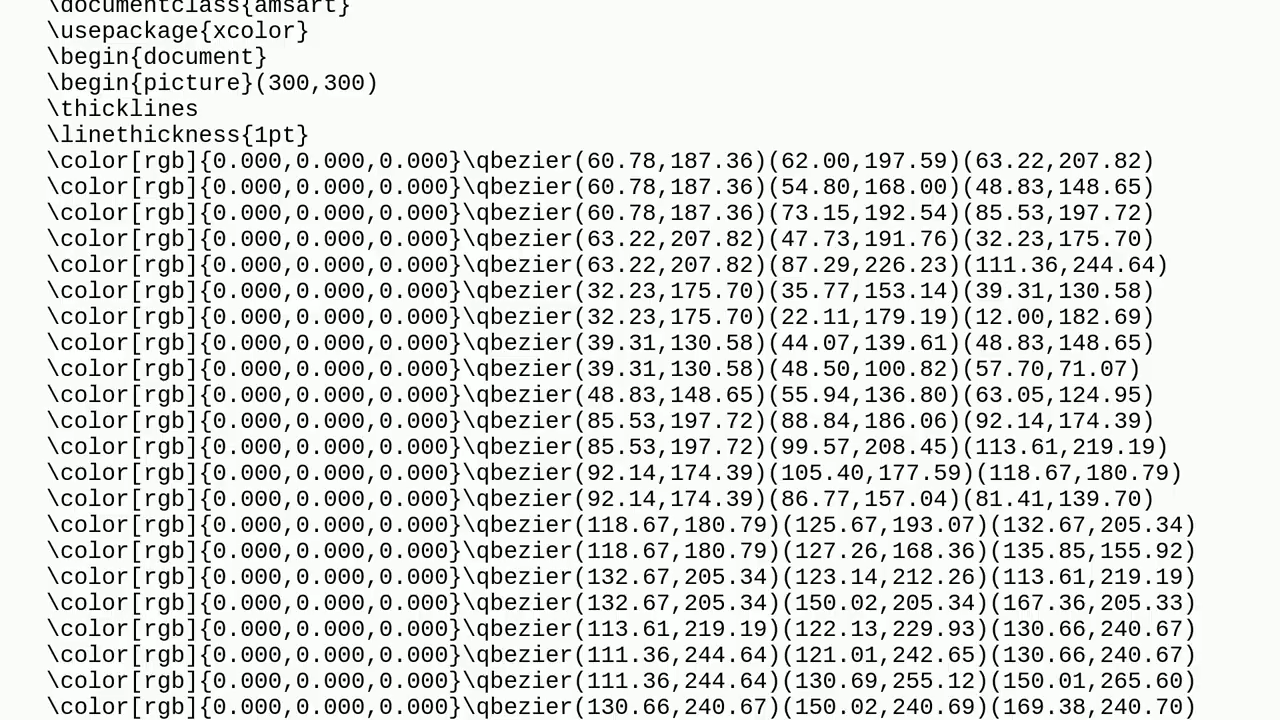 \documentclass{amsart}
\usepackage{xcolor}
\begin{document}
\begin{picture}(300,300)
\thicklines
\linethickness{1pt}
\color[rgb]{0.000,0.000,0.000}\qbezier(60.78,187.36)(62.00,197.59)(63.22,207.82)
\color[rgb]{0.000,0.000,0.000}\qbezier(60.78,187.36)(54.80,168.00)(48.83,148.65)
\color[rgb]{0.000,0.000,0.000}\qbezier(60.78,187.36)(73.15,192.54)(85.53,197.72)
\color[rgb]{0.000,0.000,0.000}\qbezier(63.22,207.82)(47.73,191.76)(32.23,175.70)
\color[rgb]{0.000,0.000,0.000}\qbezier(63.22,207.82)(87.29,226.23)(111.36,244.64)
\color[rgb]{0.000,0.000,0.000}\qbezier(32.23,175.70)(35.77,153.14)(39.31,130.58)
\color[rgb]{0.000,0.000,0.000}\qbezier(32.23,175.70)(22.11,179.19)(12.00,182.69)
\color[rgb]{0.000,0.000,0.000}\qbezier(39.31,130.58)(44.07,139.61)(48.83,148.65)
\color[rgb]{0.000,0.000,0.000}\qbezier(39.31,130.58)(48.50,100.82)(57.70,71.07)
\color[rgb]{0.000,0.000,0.000}\qbezier(48.83,148.65)(55.94,136.80)(63.05,124.95)
\color[rgb]{0.000,0.000,0.000}\qbezier(85.53,197.72)(88.84,186.06)(92.14,174.39)
\color[rgb]{0.000,0.000,0.000}\qbezier(85.53,197.72)(99.57,208.45)(113.61,219.19)
\color[rgb]{0.000,0.000,0.000}\qbezier(92.14,174.39)(105.40,177.59)(118.67,180.79)
\color[rgb]{0.000,0.000,0.000}\qbezier(92.14,174.39)(86.77,157.04)(81.41,139.70)
\color[rgb]{0.000,0.000,0.000}\qbezier(118.67,180.79)(125.67,193.07)(132.67,205.34)
\color[rgb]{0.000,0.000,0.000}\qbezier(118.67,180.79)(127.26,168.36)(135.85,155.92)
\color[rgb]{0.000,0.000,0.000}\qbezier(132.67,205.34)(123.14,212.26)(113.61,219.19)
\color[rgb]{0.000,0.000,0.000}\qbezier(132.67,205.34)(150.02,205.34)(167.36,205.33)
\color[rgb]{0.000,0.000,0.000}\qbezier(113.61,219.19)(122.13,229.93)(130.66,240.67)
\color[rgb]{0.000,0.000,0.000}\qbezier(111.36,244.64)(121.01,242.65)(130.66,240.67)
\color[rgb]{0.000,0.000,0.000}\qbezier(111.36,244.64)(130.69,255.12)(150.01,265.60)
\color[rgb]{0.000,0.000,0.000}\qbezier(130.66,240.67)(150.02,240.69)(169.38,240.70)